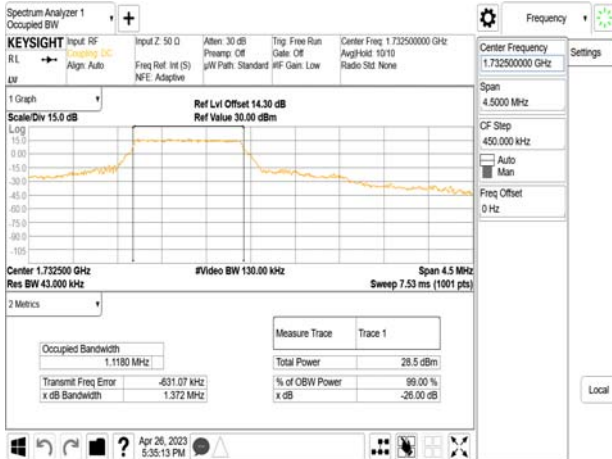 Spectrum Analyzer 1
Occupied BW
+
Frequency
KEYSIGHT
RL
Input: RF
Coupling: DC
Align: Auto
Input Z: 50 Ω
Freq Ref: Int (S)
NFE: Adaptive
Atten: 30 dB
Preamp: Off
µW Path: Standard
Trig: Free Run
Gate: Off
#IF Gain: Low
Center Freq: 1.732500000 GHz
Avg|Hold: 10/10
Radio Std: None
Center Frequency
1.732500000 GHz
Settings
Span
4.5000 MHz
CF Step
450.000 kHz
Auto
Man
Freq Offset
0 Hz
Local
1 Graph
Scale/Div 15.0 dB
Ref Lvl Offset 14.30 dB
Ref Value 30.00 dBm
Log
15.0
0.00
-15.0
-30.0
-45.0
-60.0
-75.0
-90.0
-105
Center 1.732500 GHz
#Video BW 130.00 kHz
Span 4.5 MHz
Res BW 43.000 kHz
Sweep 7.53 ms (1001 pts)
2 Metrics
Measure Trace
Trace 1
Occupied Bandwidth
1.1180 MHz
Total Power
28.5 dBm
Transmit Freq Error
-631.07 kHz
% of OBW Power
99.00 %
x dB Bandwidth
1.372 MHz
x dB
-26.00 dB
?
Apr 26, 2023
5:35:13 PM